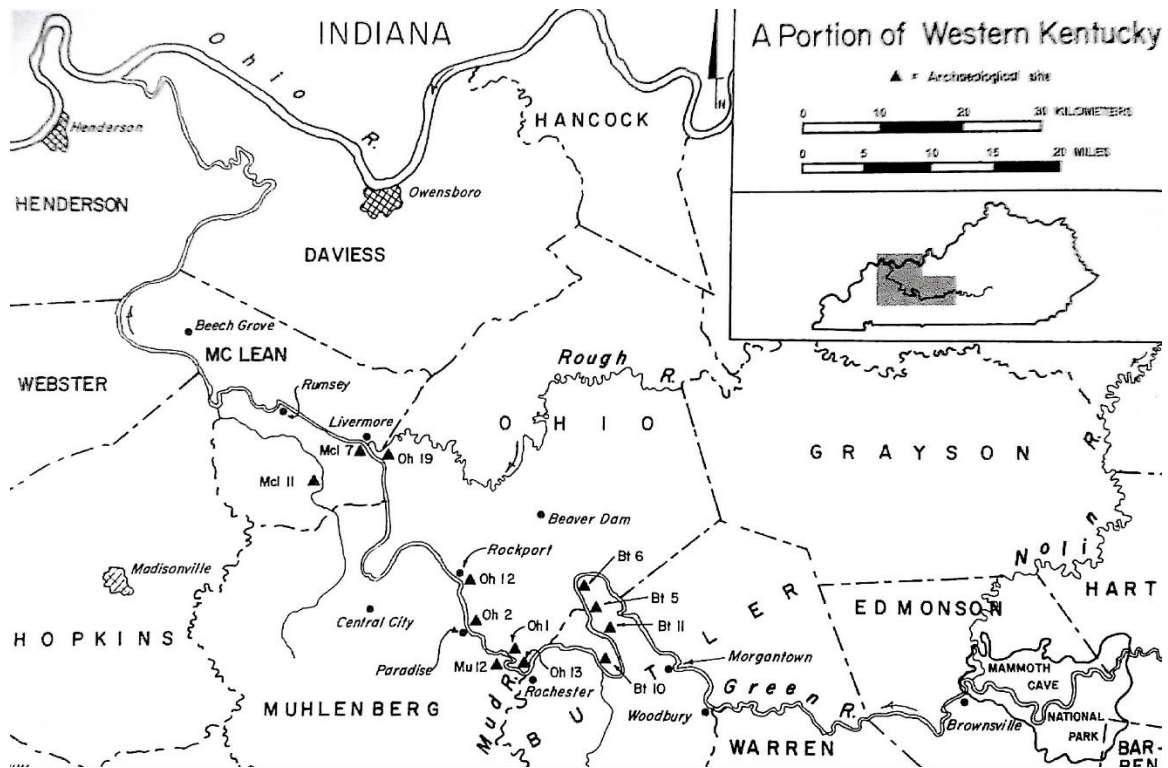 INDIANA
Ohio
R.
A Portion of Western Kentucky
▲ = Archaeological site
0 10 20 30 KILOMETERS
0 5 10 15 20 MILES
N
Henderson
HANCOCK
Owensboro
HENDERSON
DAVIESS
Beech Grove
MC LEAN
WEBSTER
Rough
R.
Rumsey
Livermore
OHIO
Mcl 7
Oh 19
GRAYSON
Mcl 11
Beaver Dam
Nolin
R.
Rockport
Bt 6
Madisonville
Oh 12
Bt 5
HART
EDMONSON
Central City
Oh 2
Bt 11
HOPKINS
Oh 1
Paradise
Mu 12
Oh 13
Morgantown
MAMMOTH
CAVE
Mud R.
Rochester
Bt 10
Green
R.
NATIONAL
PARK
MUHLENBERG
BUTLER
Woodbury
Brownsville
WARREN
BAR-
REN